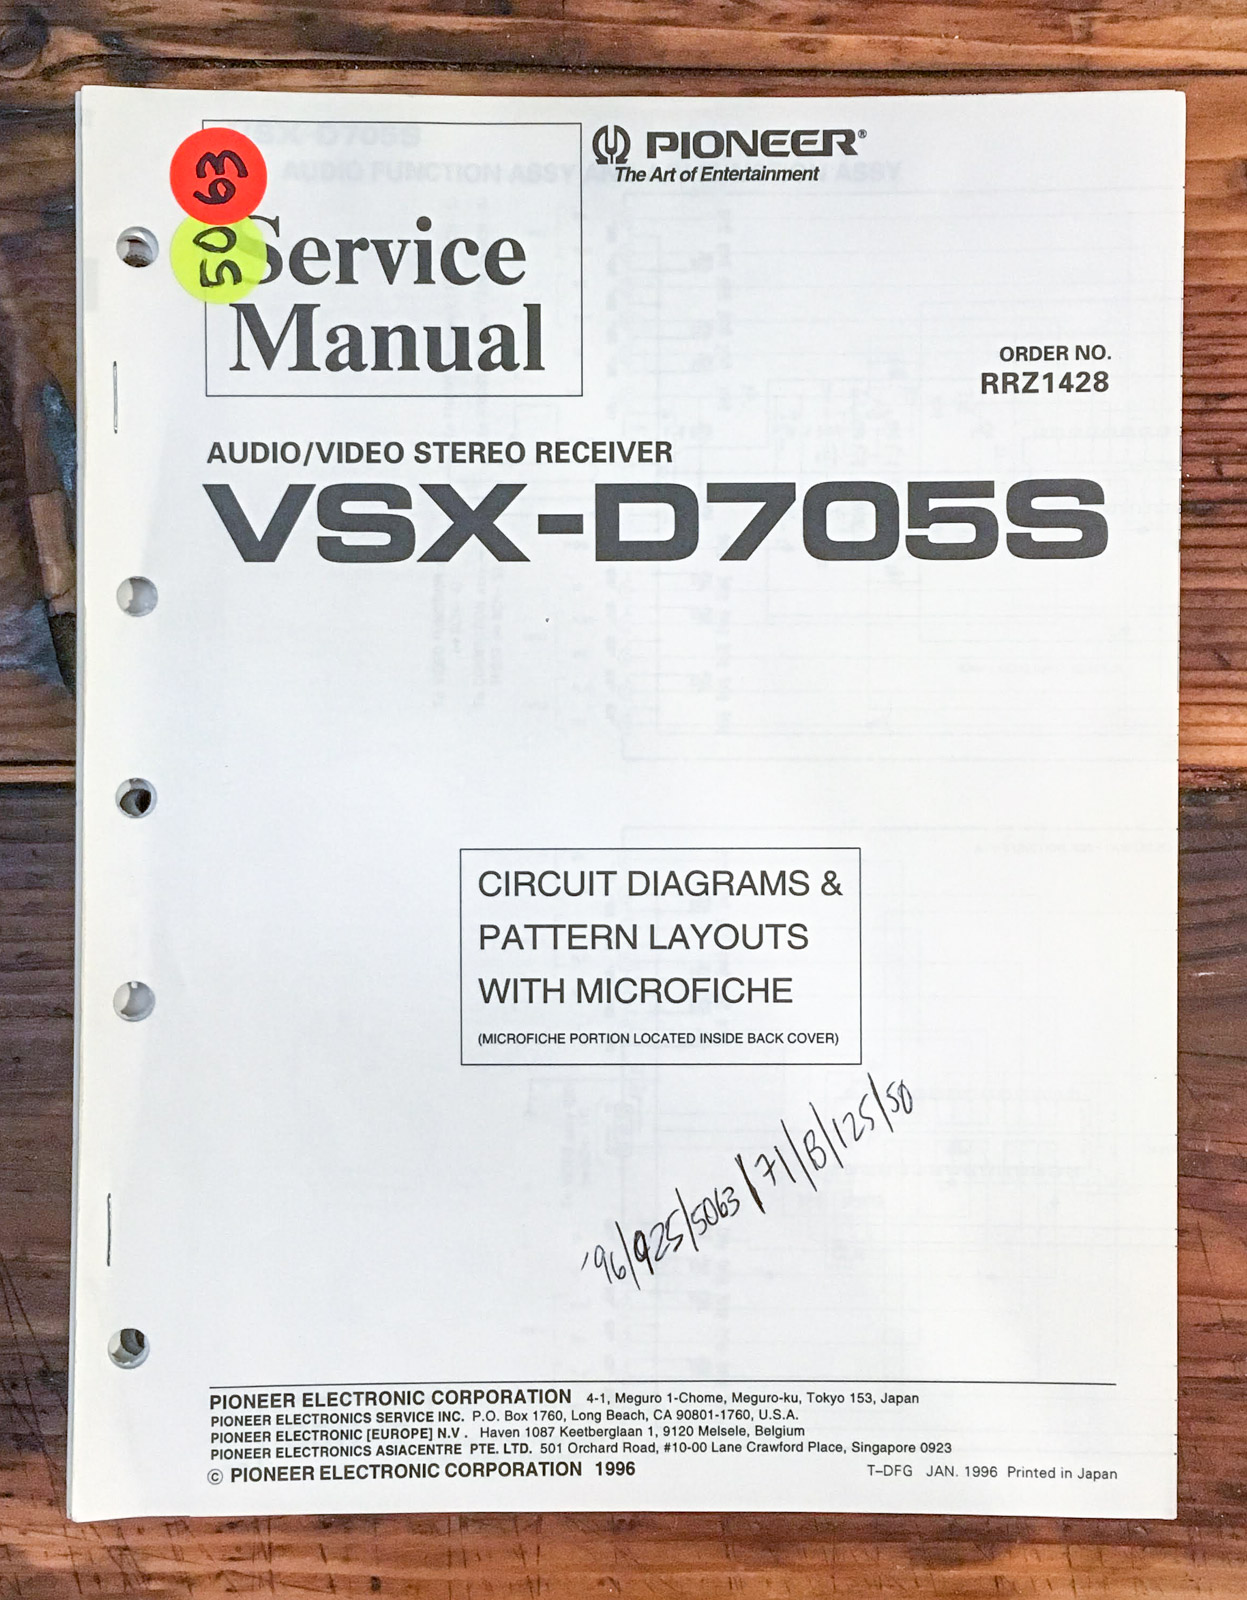 PIONEER®
The Art of Entertainment
63
50
Service
Manual
ORDER NO.
RRZ1428
AUDIO/VIDEO STEREO RECEIVER
VSX-D705S
CIRCUIT DIAGRAMS &
PATTERN LAYOUTS
WITH MICROFICHE
(MICROFICHE PORTION LOCATED INSIDE BACK COVER)
'96/925/5063/71/B/125/50
PIONEER ELECTRONIC CORPORATION 4-1, Meguro 1-Chome, Meguro-ku, Tokyo 153, Japan
PIONEER ELECTRONICS SERVICE INC. P.O. Box 1760, Long Beach, CA 90801-1760, U.S.A.
PIONEER ELECTRONIC [EUROPE] N.V. Haven 1087 Keetberglaan 1, 9120 Melsele, Belgium
PIONEER ELECTRONICS ASIACENTRE PTE. LTD. 501 Orchard Road, #10-00 Lane Crawford Place, Singapore 0923
© PIONEER ELECTRONIC CORPORATION 1996
T–DFG JAN. 1996 Printed in Japan